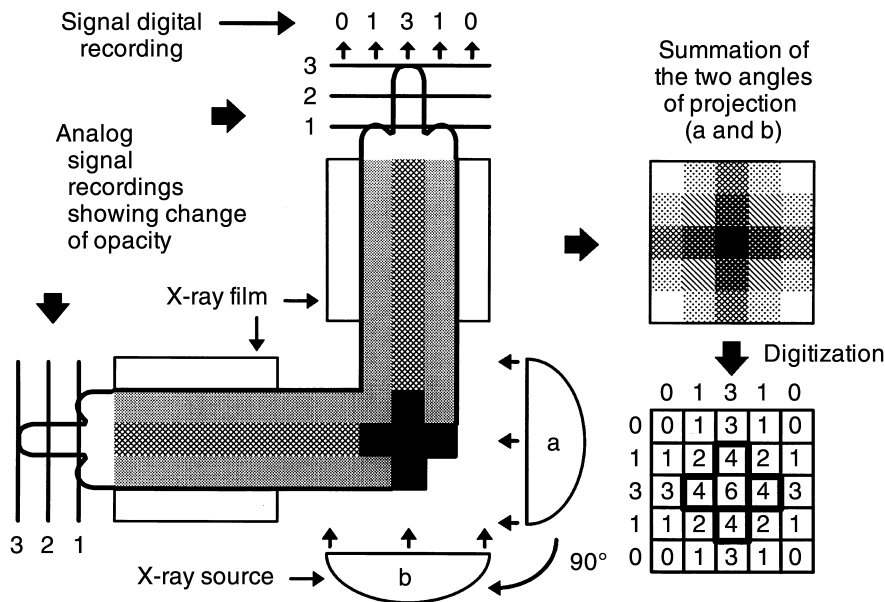 Signal digital
recording
0 1 3 1 0
3
2
1
Analog
signal
recordings
showing change
of opacity
X-ray film
3 2 1
X-ray source
a
b
90°
Summation of
the two angles
of projection
(a and b)
Digitization
0 1 3 1 0
0 0 1 3 1 0
1 1 2 4 2 1
3 3 4 6 4 3
1 1 2 4 2 1
0 0 1 3 1 0